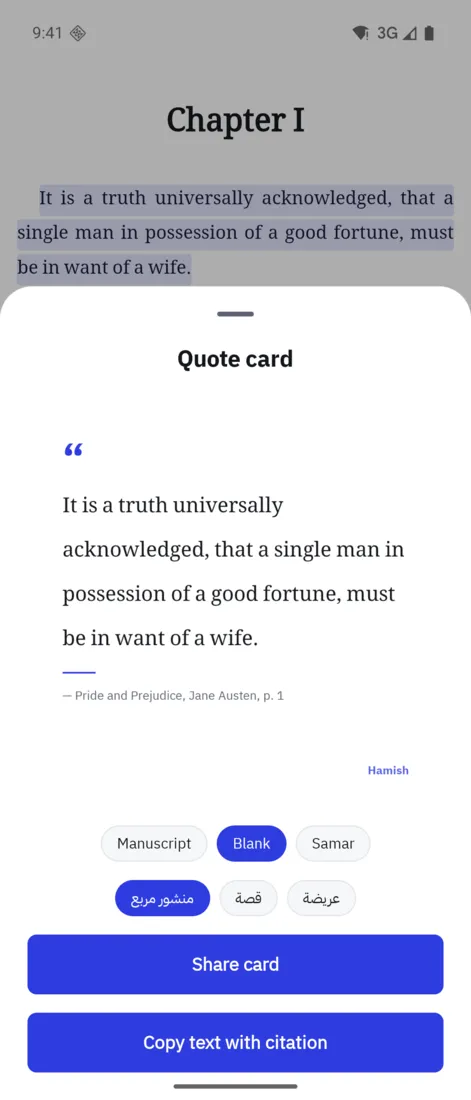 9:41
3G
Chapter I
It is a truth universally acknowledged, that a
single man in possession of a good fortune, must
be in want of a wife.
Quote card
“
It is a truth universally
acknowledged, that a single man in
possession of a good fortune, must
be in want of a wife.
— Pride and Prejudice, Jane Austen, p. 1
Hamish
Manuscript Blank Samar
منشور مربع قصة عريضة
Share card
Copy text with citation